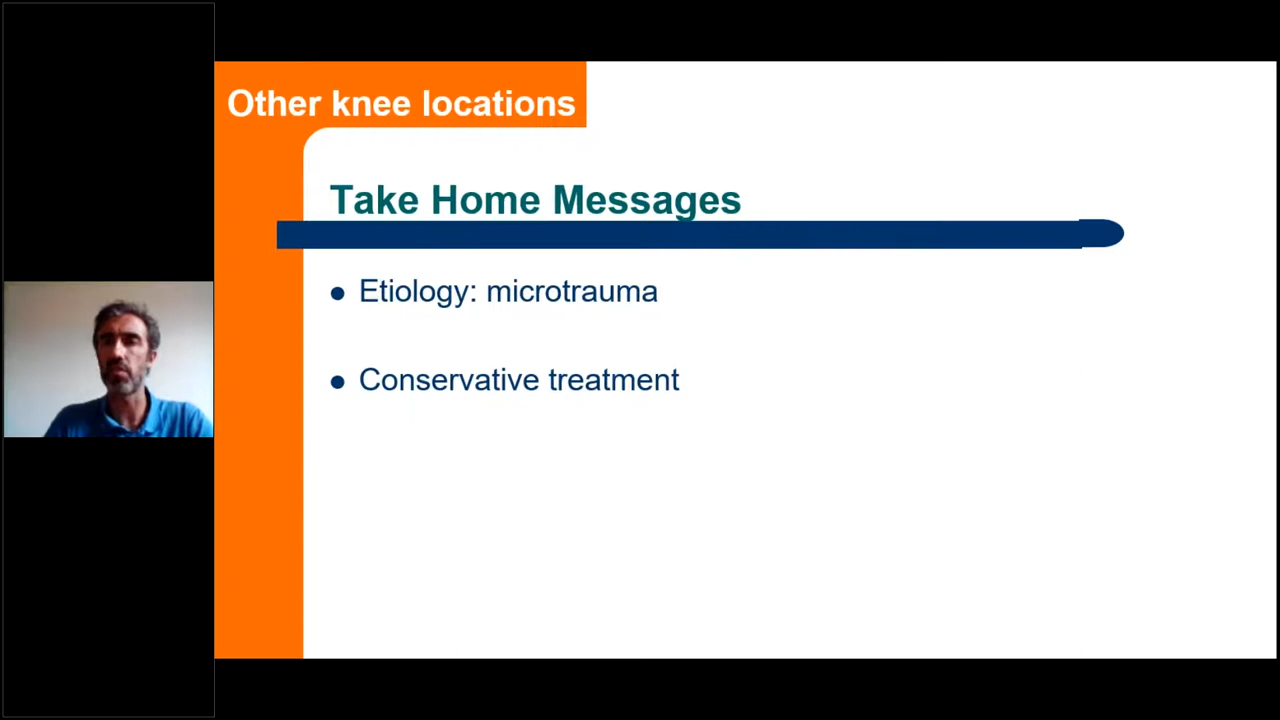 Other knee locations
Take Home Messages
• Etiology: microtrauma
• Conservative treatment